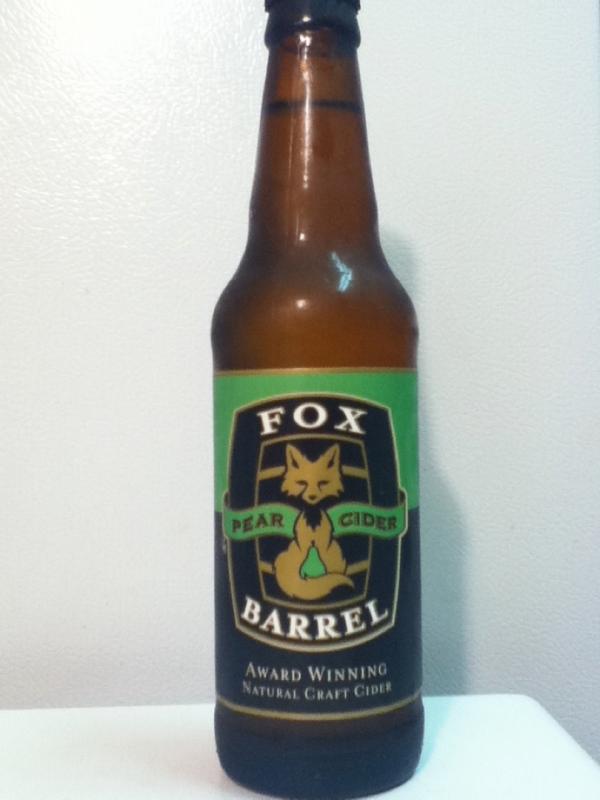 FOX
PEAR CIDER
BARREL
AWARD WINNING
NATURAL CRAFT CIDER